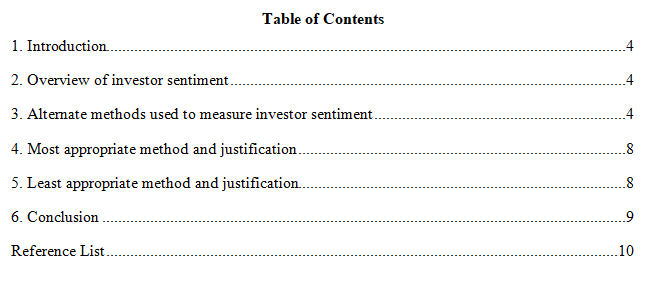 Table of Contents
1. Introduction....................................................................................................4
2. Overview of investor sentiment....................................................................................................4
3. Alternate methods used to measure investor sentiment....................................................................................................4
4. Most appropriate method and justification....................................................................................................8
5. Least appropriate method and justification....................................................................................................8
6. Conclusion....................................................................................................9
Reference List....................................................................................................10